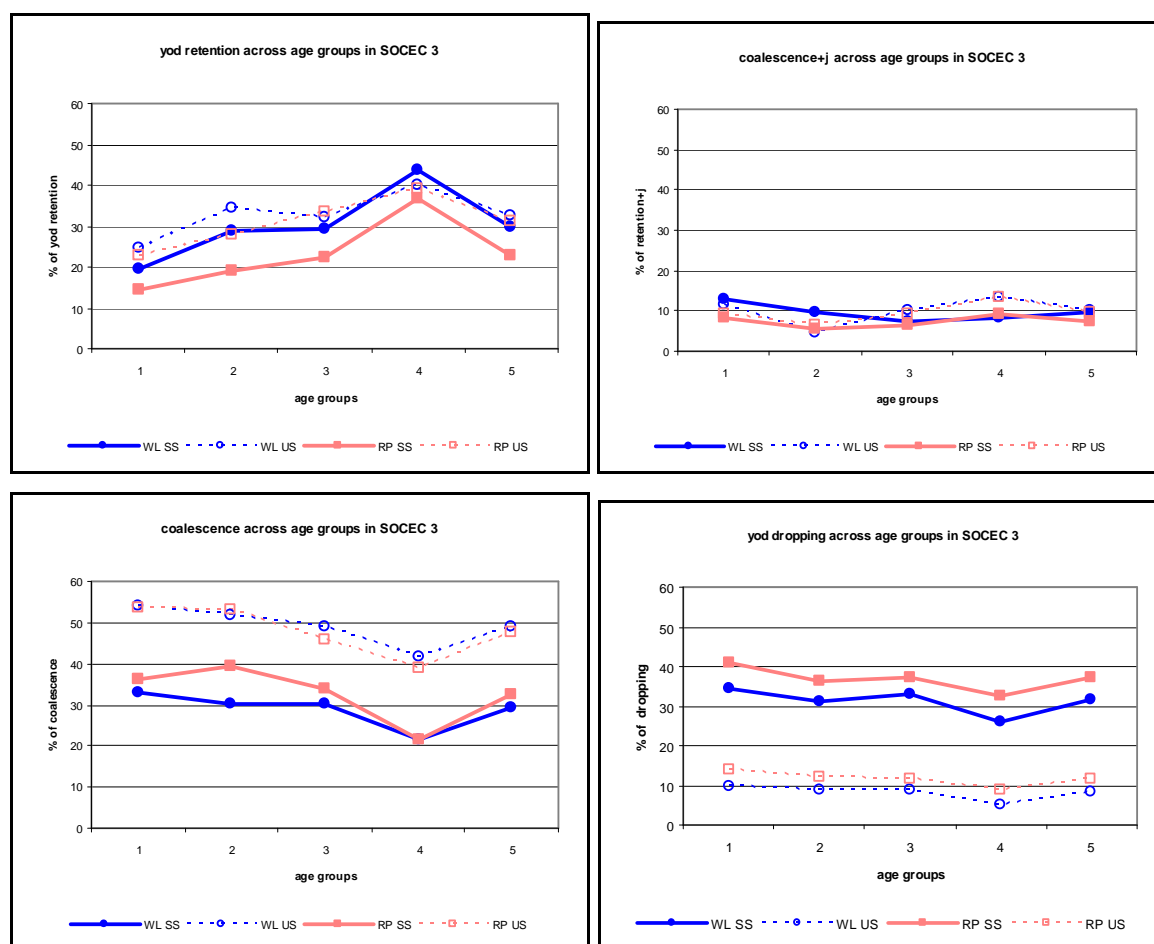 yod retention across age groups in SOCEC 3
% of yod retention
60
50
40
30
20
10
0
1 2 3 4 5
age groups
WL SS WL US RP SS RP US
coalescence+j across age groups in SOCEC 3
% of retention+j
60
50
40
30
20
10
0
1 2 3 4 5
age groups
WL SS WL US RP SS RP US
coalescence across age groups in SOCEC 3
% of coalescence
60
50
40
30
20
10
0
1 2 3 4 5
age groups
WL SS WL US RP SS RP US
yod dropping across age groups in SOCEC 3
% of dropping
60
50
40
30
20
10
0
1 2 3 4 5
age groups
WL SS WL US RP SS RP US